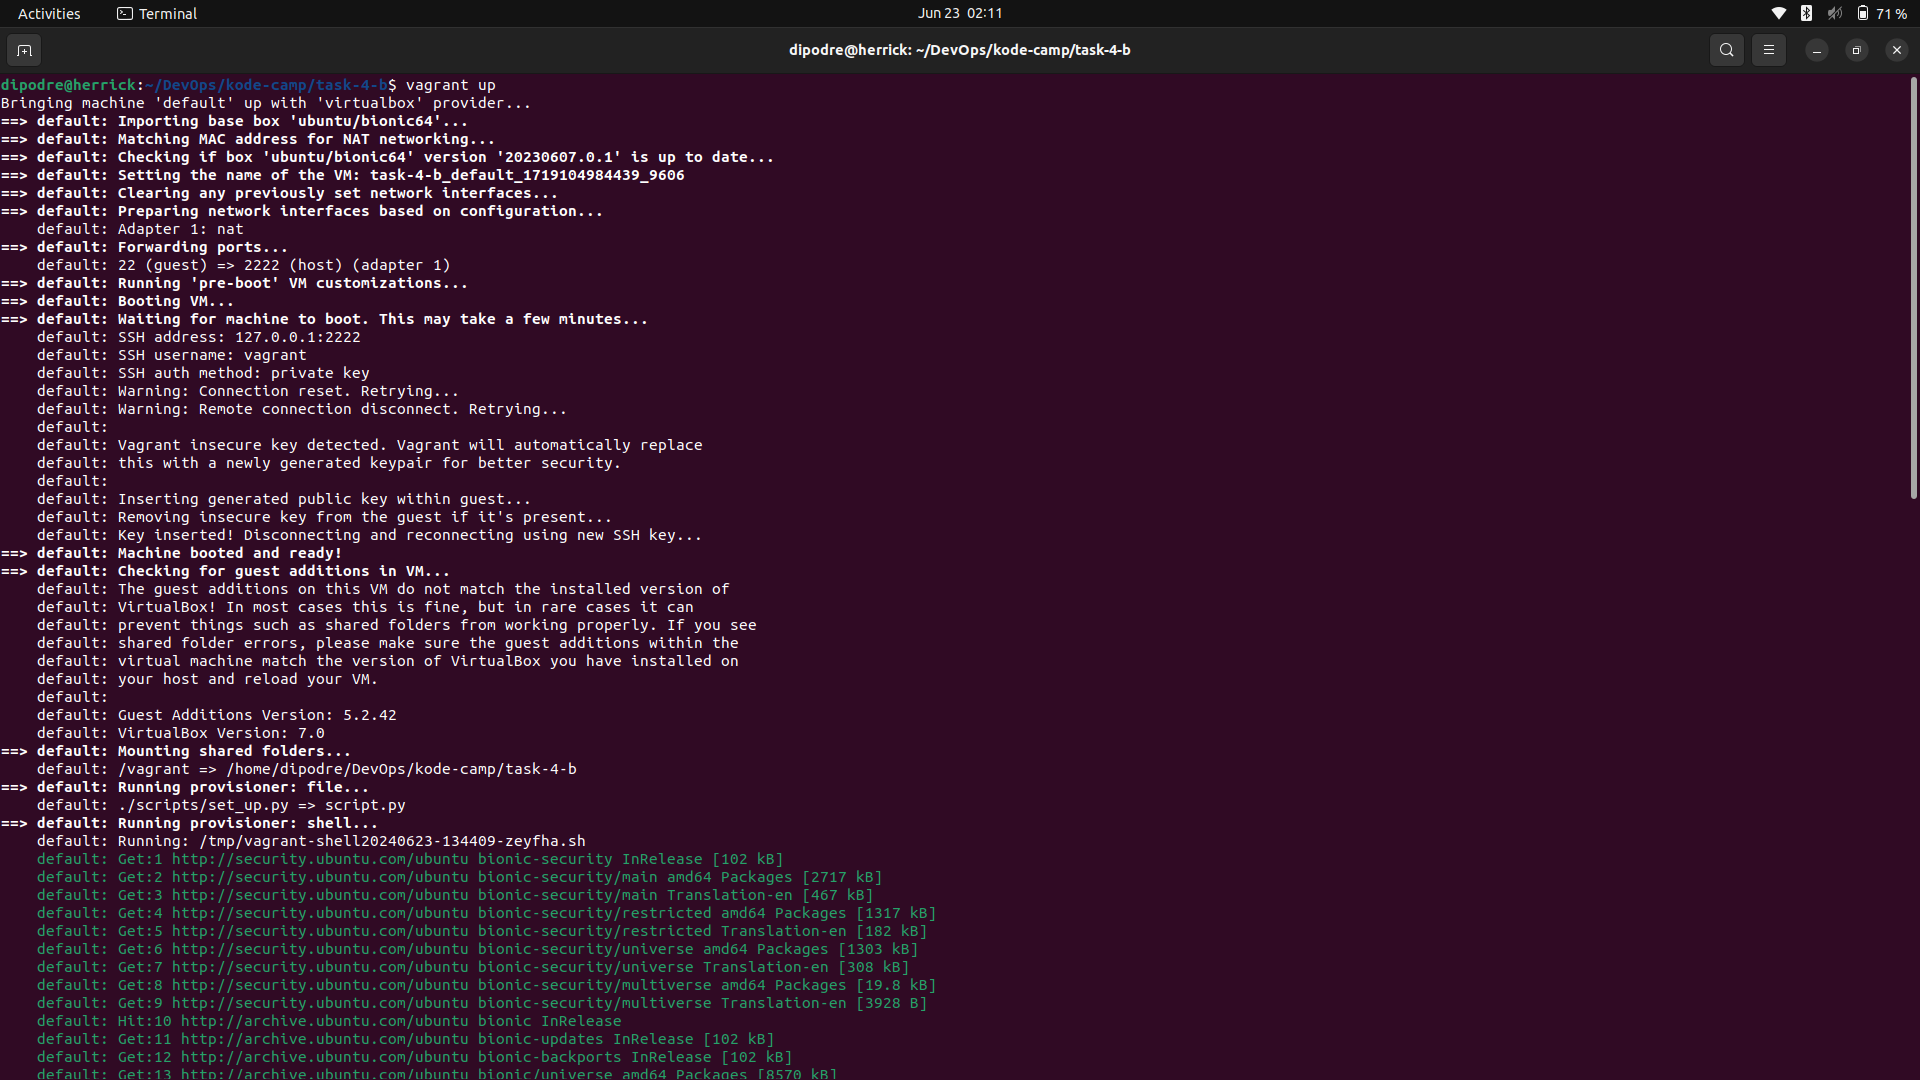 Activities
Terminal
Jun 23 02:11
71 %
dipodre@herrick: ~/DevOps/kode-camp/task-4-b
dipodre@herrick:~/DevOps/kode-camp/task-4-b$ vagrant up
Bringing machine 'default' up with 'virtualbox' provider...
==> default: Importing base box 'ubuntu/bionic64'...
==> default: Matching MAC address for NAT networking...
==> default: Checking if box 'ubuntu/bionic64' version '20230607.0.1' is up to date...
==> default: Setting the name of the VM: task-4-b_default_1719104984439_9606
==> default: Clearing any previously set network interfaces...
==> default: Preparing network interfaces based on configuration...
    default: Adapter 1: nat
==> default: Forwarding ports...
    default: 22 (guest) => 2222 (host) (adapter 1)
==> default: Running 'pre-boot' VM customizations...
==> default: Booting VM...
==> default: Waiting for machine to boot. This may take a few minutes...
    default: SSH address: 127.0.0.1:2222
    default: SSH username: vagrant
    default: SSH auth method: private key
    default: Warning: Connection reset. Retrying...
    default: Warning: Remote connection disconnect. Retrying...
    default:
    default: Vagrant insecure key detected. Vagrant will automatically replace
    default: this with a newly generated keypair for better security.
    default:
    default: Inserting generated public key within guest...
    default: Removing insecure key from the guest if it's present...
    default: Key inserted! Disconnecting and reconnecting using new SSH key...
==> default: Machine booted and ready!
==> default: Checking for guest additions in VM...
    default: The guest additions on this VM do not match the installed version of
    default: VirtualBox! In most cases this is fine, but in rare cases it can
    default: prevent things such as shared folders from working properly. If you see
    default: shared folder errors, please make sure the guest additions within the
    default: virtual machine match the version of VirtualBox you have installed on
    default: your host and reload your VM.
    default:
    default: Guest Additions Version: 5.2.42
    default: VirtualBox Version: 7.0
==> default: Mounting shared folders...
    default: /vagrant => /home/dipodre/DevOps/kode-camp/task-4-b
==> default: Running provisioner: file...
    default: ./scripts/set_up.py => script.py
==> default: Running provisioner: shell...
    default: Running: /tmp/vagrant-shell20240623-134409-zeyfha.sh
    default: Get:1 http://security.ubuntu.com/ubuntu bionic-security InRelease [102 kB]
    default: Get:2 http://security.ubuntu.com/ubuntu bionic-security/main amd64 Packages [2717 kB]
    default: Get:3 http://security.ubuntu.com/ubuntu bionic-security/main Translation-en [467 kB]
    default: Get:4 http://security.ubuntu.com/ubuntu bionic-security/restricted amd64 Packages [1317 kB]
    default: Get:5 http://security.ubuntu.com/ubuntu bionic-security/restricted Translation-en [182 kB]
    default: Get:6 http://security.ubuntu.com/ubuntu bionic-security/universe amd64 Packages [1303 kB]
    default: Get:7 http://security.ubuntu.com/ubuntu bionic-security/universe Translation-en [308 kB]
    default: Get:8 http://security.ubuntu.com/ubuntu bionic-security/multiverse amd64 Packages [19.8 kB]
    default: Get:9 http://security.ubuntu.com/ubuntu bionic-security/multiverse Translation-en [3928 B]
    default: Hit:10 http://archive.ubuntu.com/ubuntu bionic InRelease
    default: Get:11 http://archive.ubuntu.com/ubuntu bionic-updates InRelease [102 kB]
    default: Get:12 http://archive.ubuntu.com/ubuntu bionic-backports InRelease [102 kB]
    default: Get:13 http://archive.ubuntu.com/ubuntu bionic/universe amd64 Packages [8570 kB]